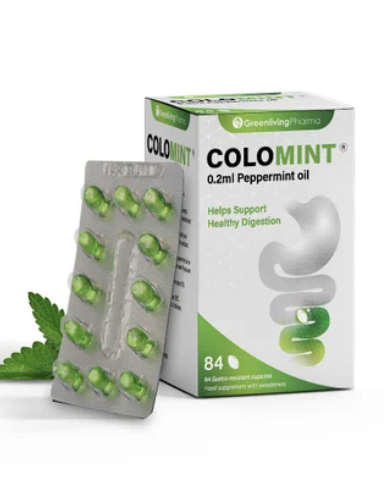 GreenlivingPharma
COLOMINT®
0.2ml Peppermint oil
Helps Support
Healthy Digestion
84
84 Gastro-resistant capsules
Food supplement with sweeteners